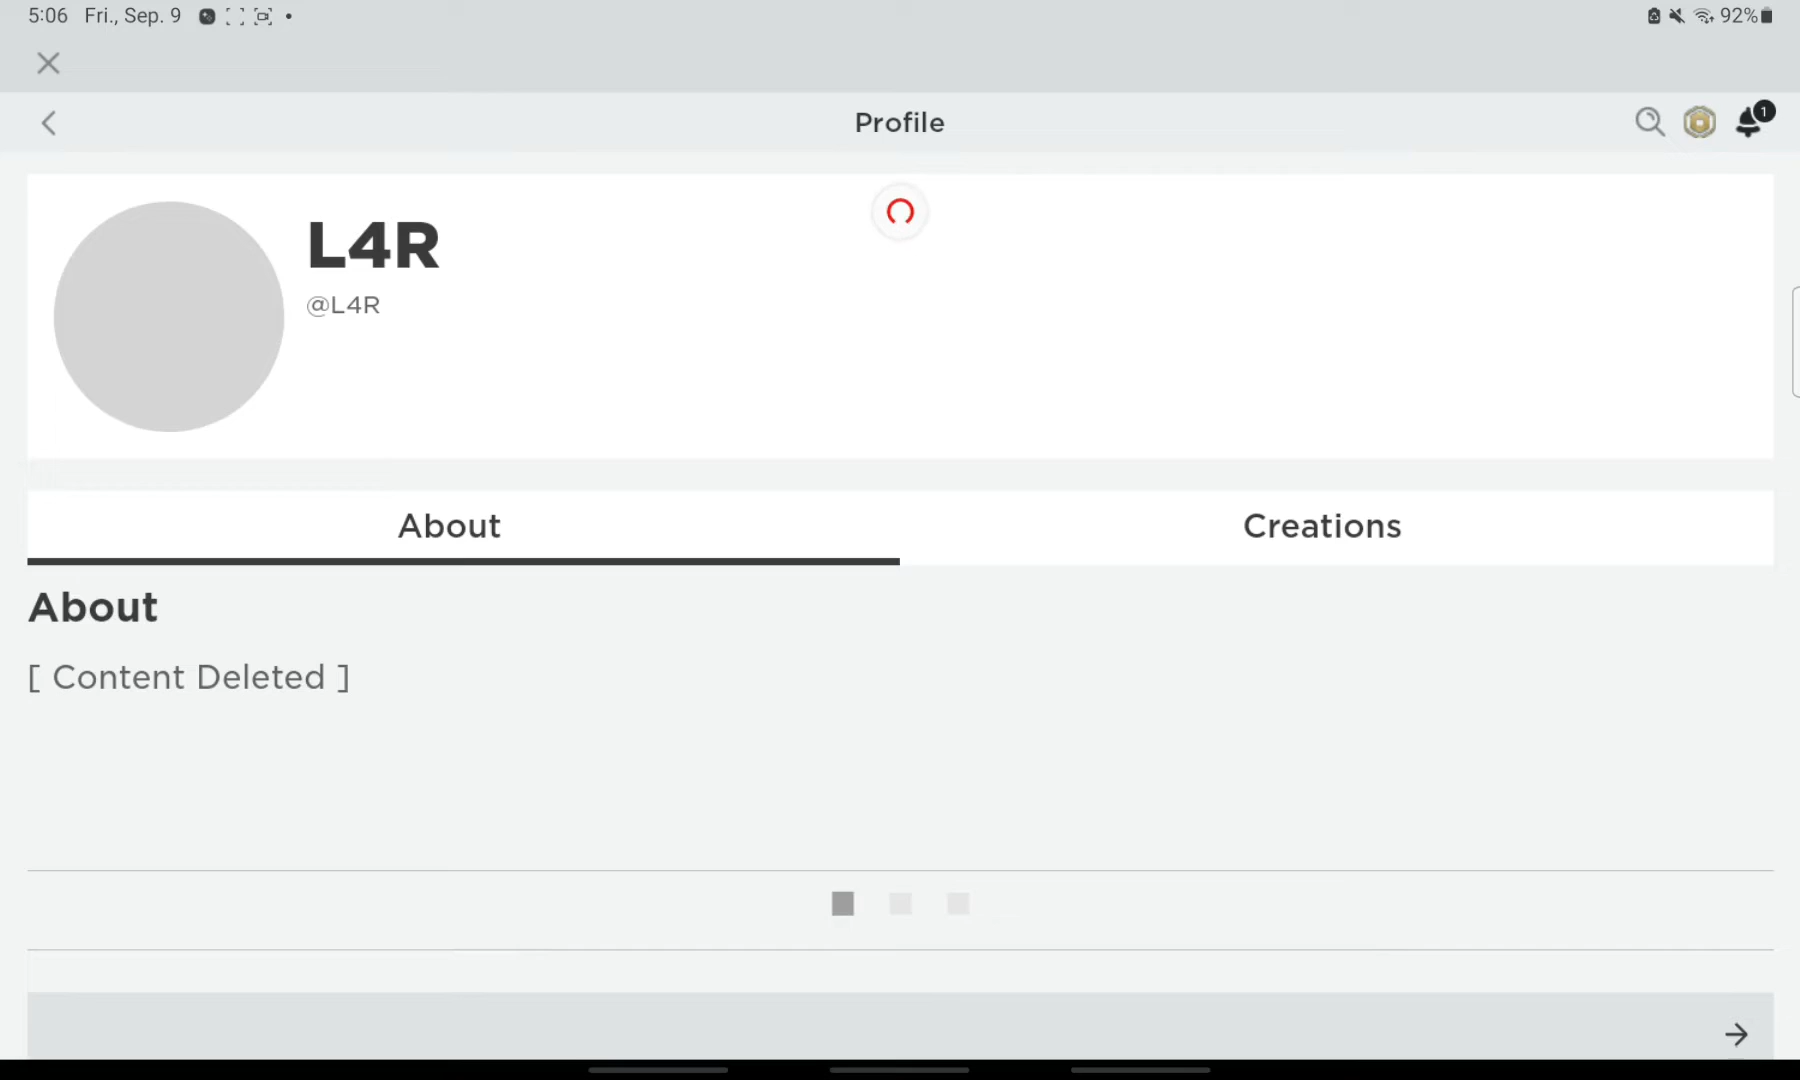 5:06 Fri., Sep. 9
92%
Profile
1
L4R
@L4R
About
Creations
About
[ Content Deleted ]